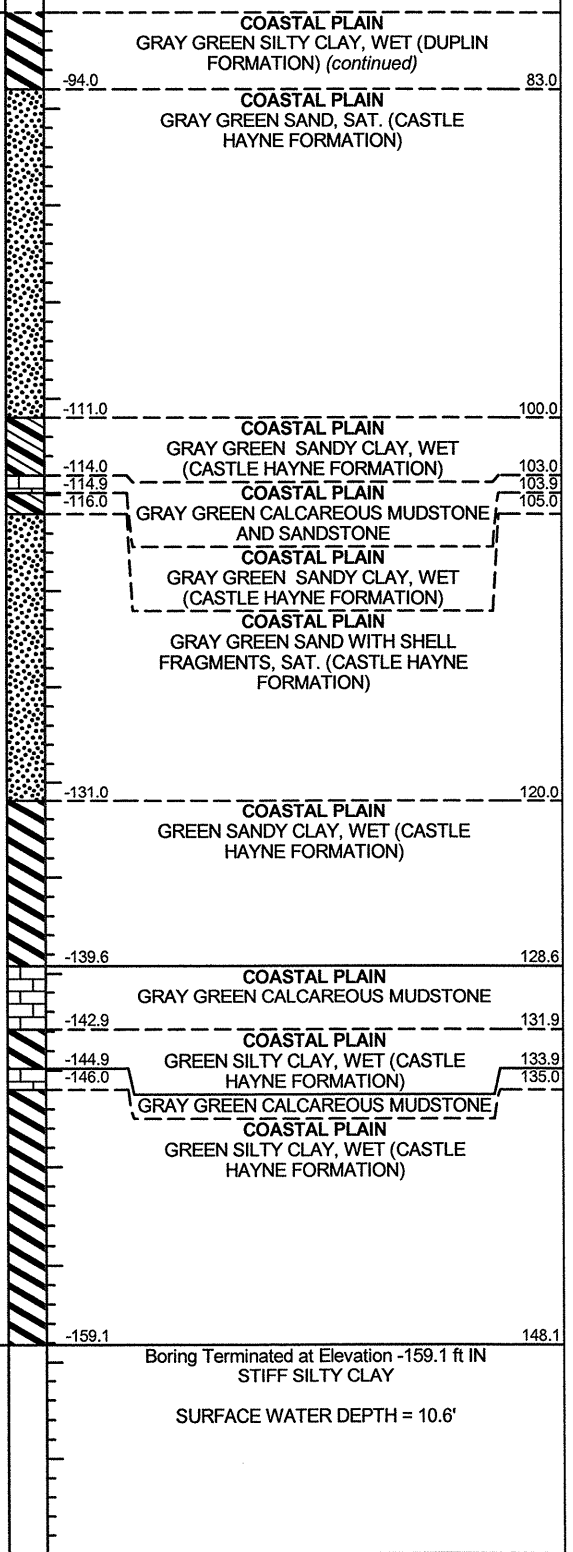 COASTAL PLAIN
GRAY GREEN SILTY CLAY, WET (DUPLIN
FORMATION) (continued)
-94.0 83.0
COASTAL PLAIN
GRAY GREEN SAND, SAT. (CASTLE
HAYNE FORMATION)
-111.0 100.0
COASTAL PLAIN
GRAY GREEN SANDY CLAY, WET
(CASTLE HAYNE FORMATION)
-114.0 103.0
-114.9 103.9
-116.0 105.0
COASTAL PLAIN
GRAY GREEN CALCAREOUS MUDSTONE
AND SANDSTONE
COASTAL PLAIN
GRAY GREEN SANDY CLAY, WET
(CASTLE HAYNE FORMATION)
COASTAL PLAIN
GRAY GREEN SAND WITH SHELL
FRAGMENTS, SAT. (CASTLE HAYNE
FORMATION)
-131.0 120.0
COASTAL PLAIN
GREEN SANDY CLAY, WET (CASTLE
HAYNE FORMATION)
-139.6 128.6
COASTAL PLAIN
GRAY GREEN CALCAREOUS MUDSTONE
-142.9 131.9
COASTAL PLAIN
GREEN SILTY CLAY, WET (CASTLE
HAYNE FORMATION)
-144.9 133.9
-146.0 135.0
GRAY GREEN CALCAREOUS MUDSTONE
COASTAL PLAIN
GREEN SILTY CLAY, WET (CASTLE
HAYNE FORMATION)
-159.1 148.1
Boring Terminated at Elevation -159.1 ft IN
STIFF SILTY CLAY
SURFACE WATER DEPTH = 10.6'